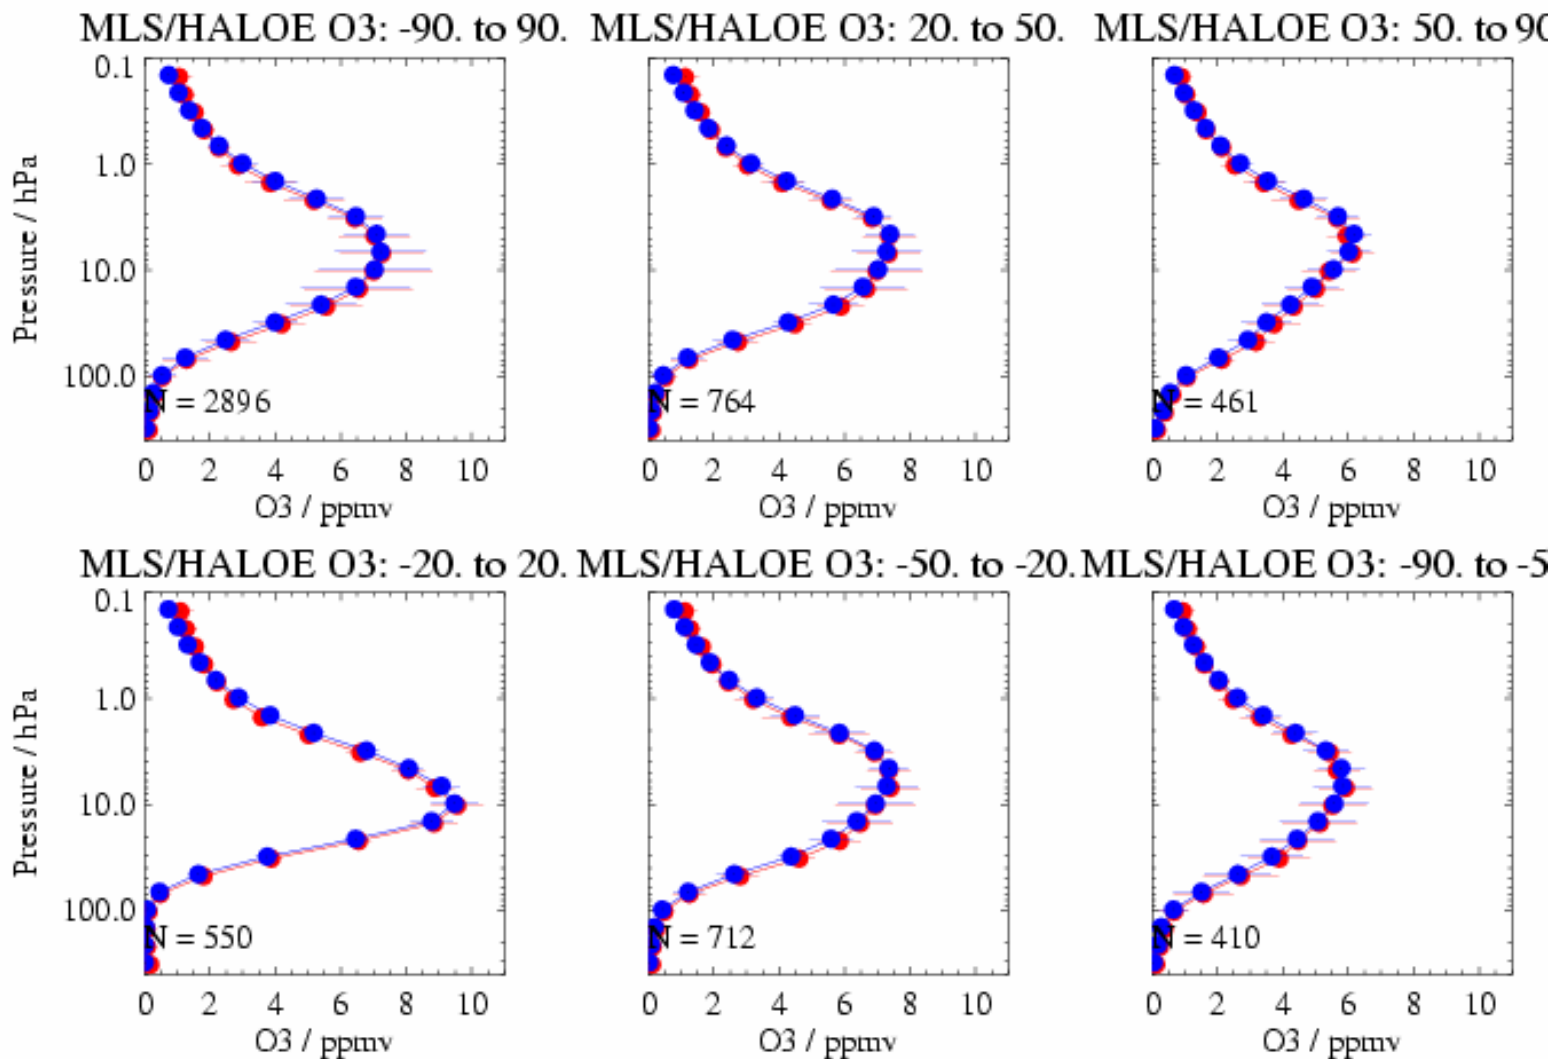 MLS/HALOE O3: -90. to 90. MLS/HALOE O3: 20. to 50. MLS/HALOE O3: 50. to 90
0.1
1.0
10.0
100.0
Pressure / hPa
N = 2896
0 2 4 6 8 10
O3 / ppmv
N = 764
0 2 4 6 8 10
O3 / ppmv
N = 461
0 2 4 6 8 10
O3 / ppmv
MLS/HALOE O3: -20. to 20. MLS/HALOE O3: -50. to -20. MLS/HALOE O3: -90. to -5
0.1
1.0
10.0
100.0
Pressure / hPa
N = 550
0 2 4 6 8 10
O3 / ppmv
N = 712
0 2 4 6 8 10
O3 / ppmv
N = 410
0 2 4 6 8 10
O3 / ppmv